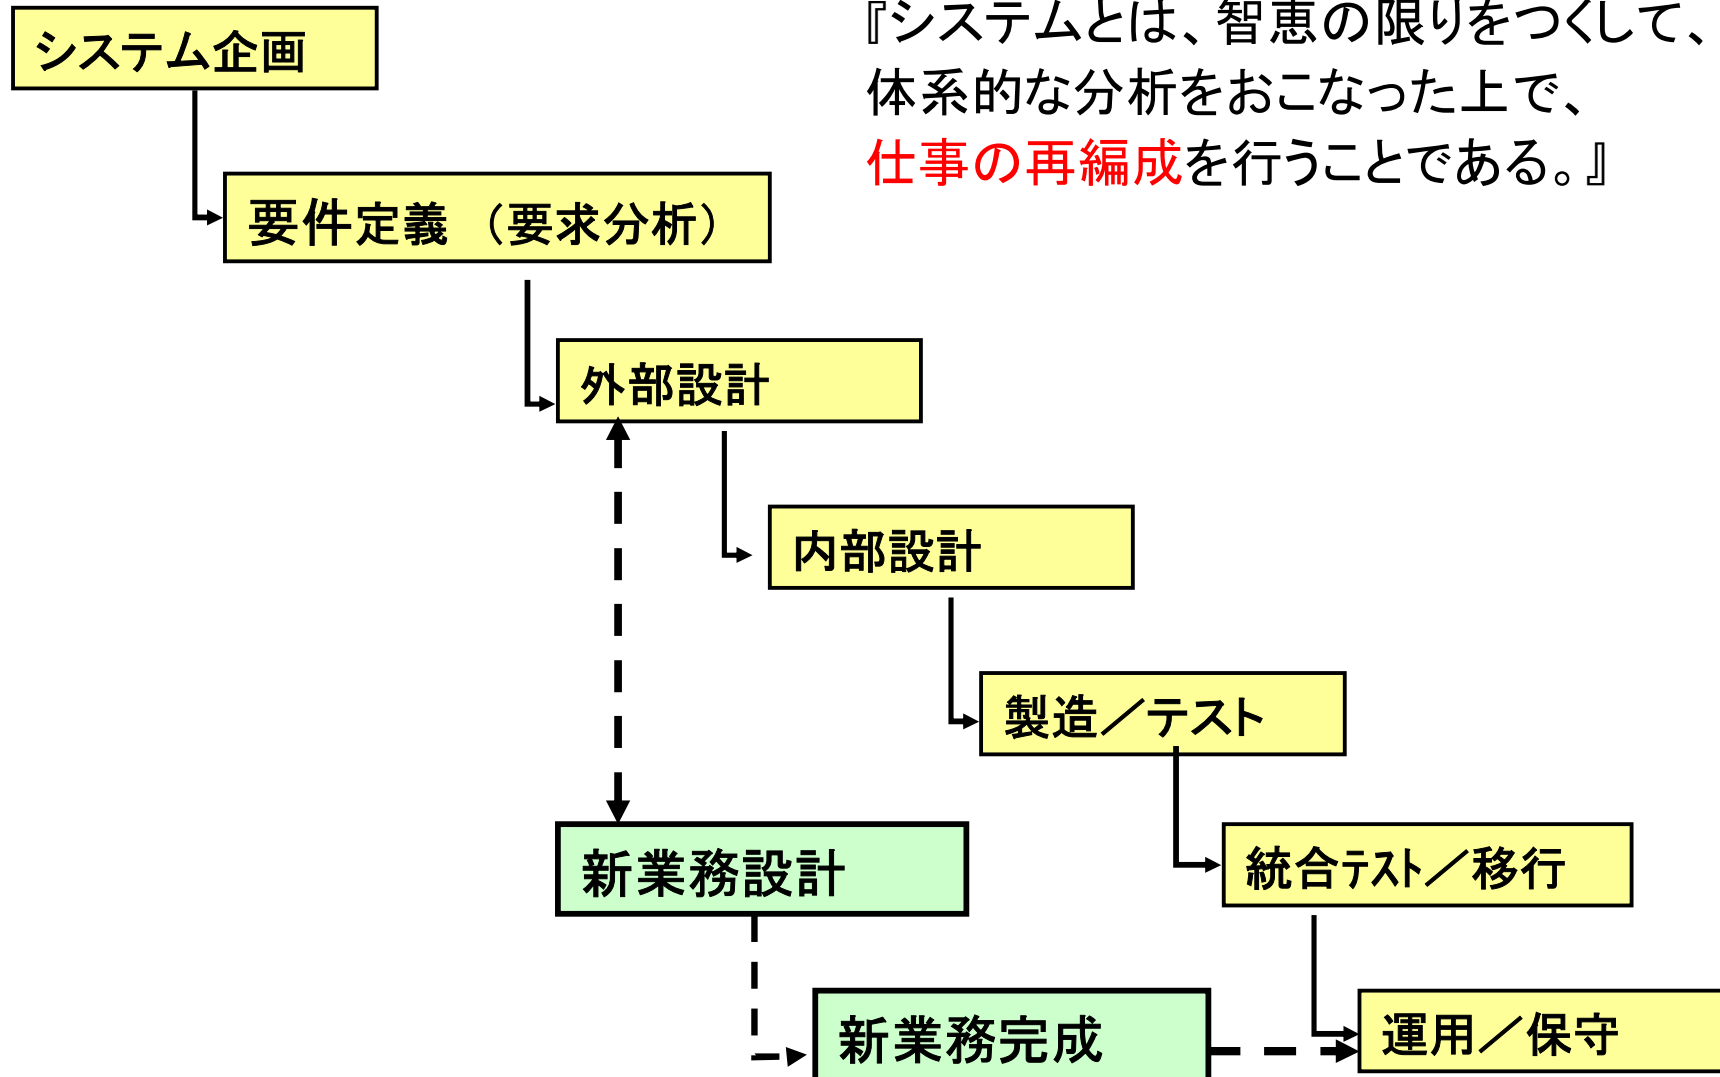 『システムとは、智恵の限りをつくして、
体系的な分析をおこなった上で、
仕事の再編成を行うことである。』
システム企画
要件定義（要求分析）
外部設計
内部設計
製造／テスト
新業務設計
統合テスト／移行
新業務完成
運用／保守